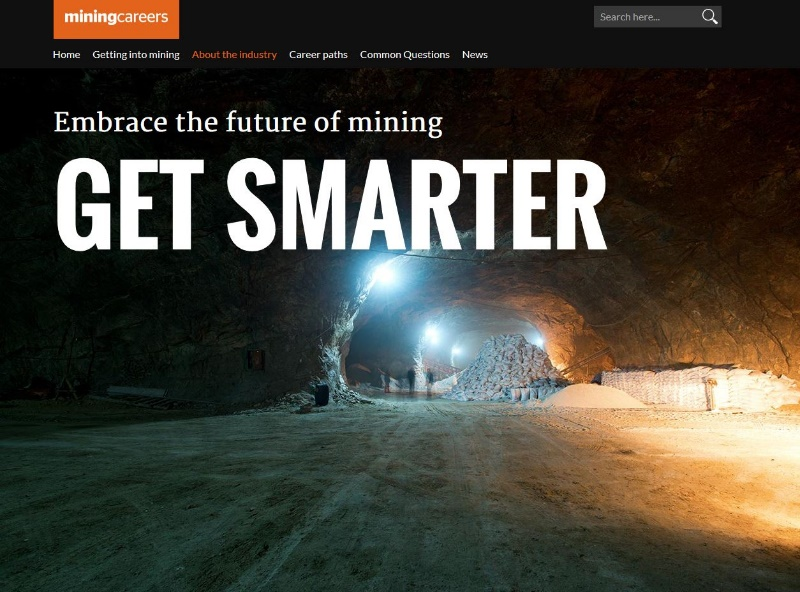 miningcareers
Search here...
Home Getting into mining About the industry Career paths Common Questions News
Embrace the future of mining
GET SMARTER